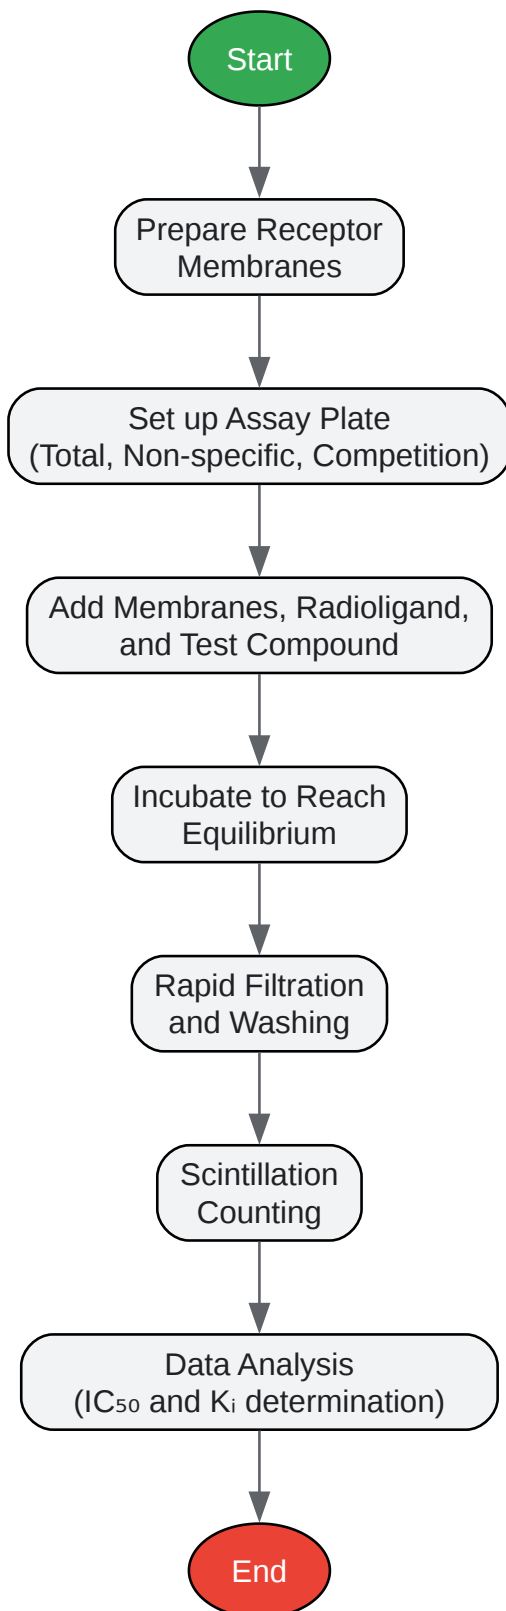 Start
Prepare Receptor
Membranes
Set up Assay Plate
(Total, Non-specific, Competition)
Add Membranes, Radioligand,
and Test Compound
Incubate to Reach
Equilibrium
Rapid Filtration
and Washing
Scintillation
Counting
Data Analysis
(IC₅₀ and Kᵢ determination)
End